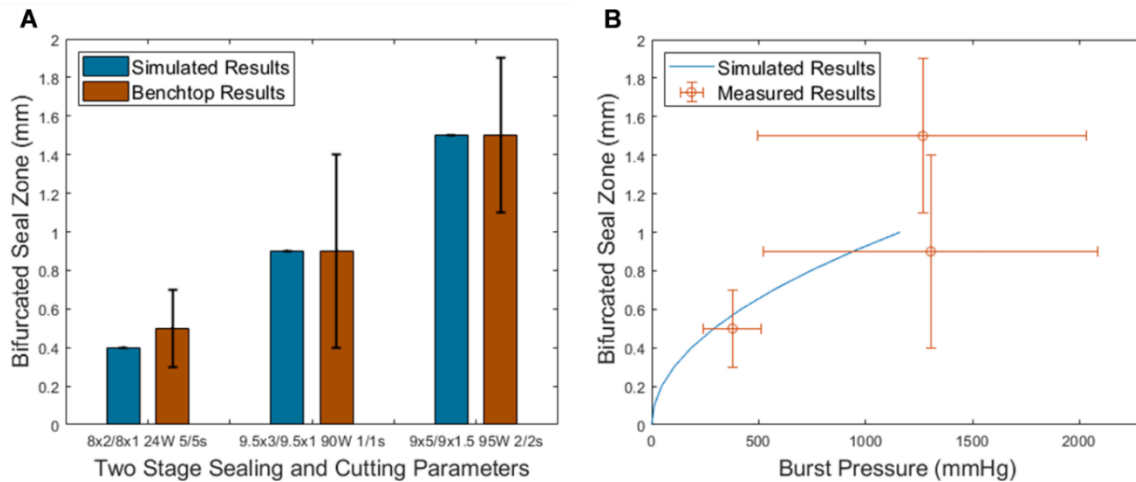 A
Bifurcated Seal Zone (mm)
2
1.8
1.6
1.4
1.2
1
0.8
0.6
0.4
0.2
0
Simulated Results
Benchtop Results
8x2/8x1 24W 5/5s 9.5x3/9.5x1 90W 1/1s 9x5/9x1.5 95W 2/2s
Two Stage Sealing and Cutting Parameters
B
Bifurcated Seal Zone (mm)
2
1.8
1.6
1.4
1.2
1
0.8
0.6
0.4
0.2
0
Simulated Results
Measured Results
0 500 1000 1500 2000
Burst Pressure (mmHg)